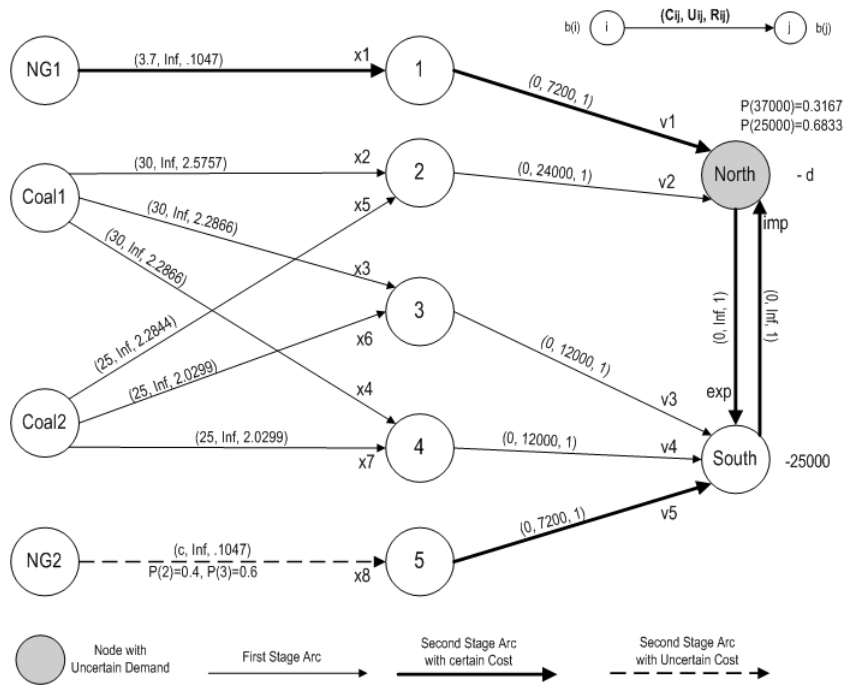 (Cij, Uij, Rij)
b(i)
i
j
b(j)
NG1
(3.7, Inf, .1047)
x1
1
(0, 7200, 1)
v1
P(37000)=0.3167
P(25000)=0.6833
Coal1
(30, Inf, 2.5757)
x2
2
(0, 24000, 1)
v2
North
- d
x5
(30, Inf, 2.2866)
(30, Inf, 2.2866)
imp
x3
3
(25, Inf, 2.2844)
x6
(0, Inf, 1)
(0, Inf, 1)
(25, Inf, 2.0299)
x4
(0, 12000, 1)
exp
v3
Coal2
(25, Inf, 2.0299)
x7
4
(0, 12000, 1)
v4
South
-25000
NG2
(c, Inf, .1047)
P(2)=0.4, P(3)=0.6
x8
5
(0, 7200, 1)
v5
Node with
Uncertain Demand
First Stage Arc
Second Stage Arc
with certain Cost
Second Stage Arc
with Uncertain Cost